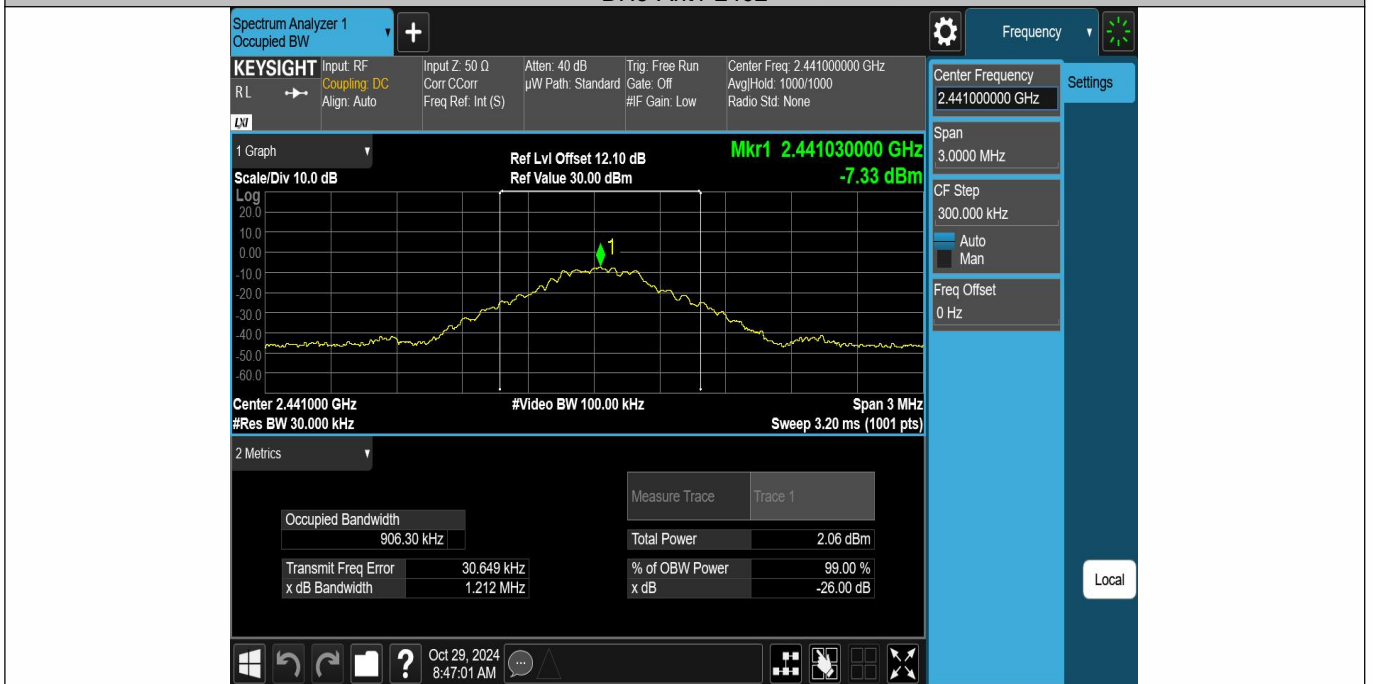 Spectrum Analyzer 1
Occupied BW
Frequency
KEYSIGHT
R L
LXI
Input: RF
Coupling: DC
Align: Auto
Input Z: 50 Ω
Corr CCorr
Freq Ref: Int (S)
Atten: 40 dB
µW Path: Standard
Trig: Free Run
Gate: Off
#IF Gain: Low
Center Freq: 2.441000000 GHz
Avg|Hold: 1000/1000
Radio Std: None
Center Frequency
2.441000000 GHz
Settings
Span
3.0000 MHz
CF Step
300.000 kHz
Auto
Man
Freq Offset
0 Hz
Local
1 Graph
Scale/Div 10.0 dB
Ref Lvl Offset 12.10 dB
Ref Value 30.00 dBm
Mkr1 2.441030000 GHz
-7.33 dBm
Log
20.0
10.0
0.00
-10.0
-20.0
-30.0
-40.0
-50.0
-60.0
1
Center 2.441000 GHz
#Video BW 100.00 kHz
Span 3 MHz
#Res BW 30.000 kHz
Sweep 3.20 ms (1001 pts)
2 Metrics
Measure Trace
Trace 1
Occupied Bandwidth
906.30 kHz
Total Power
2.06 dBm
Transmit Freq Error
30.649 kHz
% of OBW Power
99.00 %
x dB Bandwidth
1.212 MHz
x dB
-26.00 dB
Oct 29, 2024
8:47:01 AM